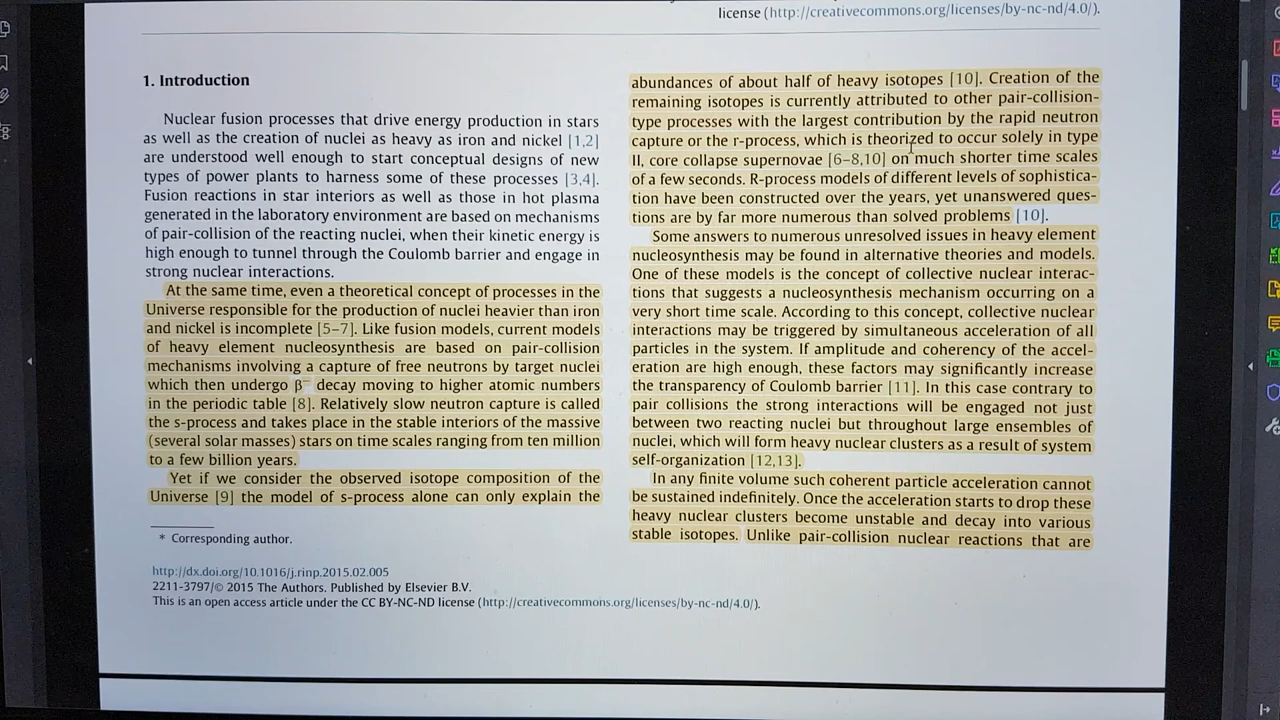 license (http://creativecommons.org/licenses/by-nc-nd/4.0/).
1. Introduction
Nuclear fusion processes that drive energy production in stars
as well as the creation of nuclei as heavy as iron and nickel [1,2]
are understood well enough to start conceptual designs of new
types of power plants to harness some of these processes [3,4].
Fusion reactions in star interiors as well as those in hot plasma
generated in the laboratory environment are based on mechanisms
of pair-collision of the reacting nuclei, when their kinetic energy is
high enough to tunnel through the Coulomb barrier and engage in
strong nuclear interactions.
At the same time, even a theoretical concept of processes in the
Universe responsible for the production of nuclei heavier than iron
and nickel is incomplete [5–7]. Like fusion models, current models
of heavy element nucleosynthesis are based on pair-collision
mechanisms involving a capture of free neutrons by target nuclei
which then undergo β⁻ decay moving to higher atomic numbers
in the periodic table [8]. Relatively slow neutron capture is called
the s-process and takes place in the stable interiors of the massive
(several solar masses) stars on time scales ranging from ten million
to a few billion years.
Yet if we consider the observed isotope composition of the
Universe [9] the model of s-process alone can only explain the
* Corresponding author.
http://dx.doi.org/10.1016/j.rinp.2015.02.005
2211-3797/© 2015 The Authors. Published by Elsevier B.V.
This is an open access article under the CC BY-NC-ND license (http://creativecommons.org/licenses/by-nc-nd/4.0/).
abundances of about half of heavy isotopes [10]. Creation of the
remaining isotopes is currently attributed to other pair-collision-
type processes with the largest contribution by the rapid neutron
capture or the r-process, which is theorized to occur solely in type
II, core collapse supernovae [6–8,10] on much shorter time scales
of a few seconds. R-process models of different levels of sophistica-
tion have been constructed over the years, yet unanswered ques-
tions are by far more numerous than solved problems [10].
Some answers to numerous unresolved issues in heavy element
nucleosynthesis may be found in alternative theories and models.
One of these models is the concept of collective nuclear interac-
tions that suggests a nucleosynthesis mechanism occurring on a
very short time scale. According to this concept, collective nuclear
interactions may be triggered by simultaneous acceleration of all
particles in the system. If amplitude and coherency of the accel-
eration are high enough, these factors may significantly increase
the transparency of Coulomb barrier [11]. In this case contrary to
pair collisions the strong interactions will be engaged not just
between two reacting nuclei but throughout large ensembles of
nuclei, which will form heavy nuclear clusters as a result of system
self-organization [12,13].
In any finite volume such coherent particle acceleration cannot
be sustained indefinitely. Once the acceleration starts to drop these
heavy nuclear clusters become unstable and decay into various
stable isotopes. Unlike pair-collision nuclear reactions that are